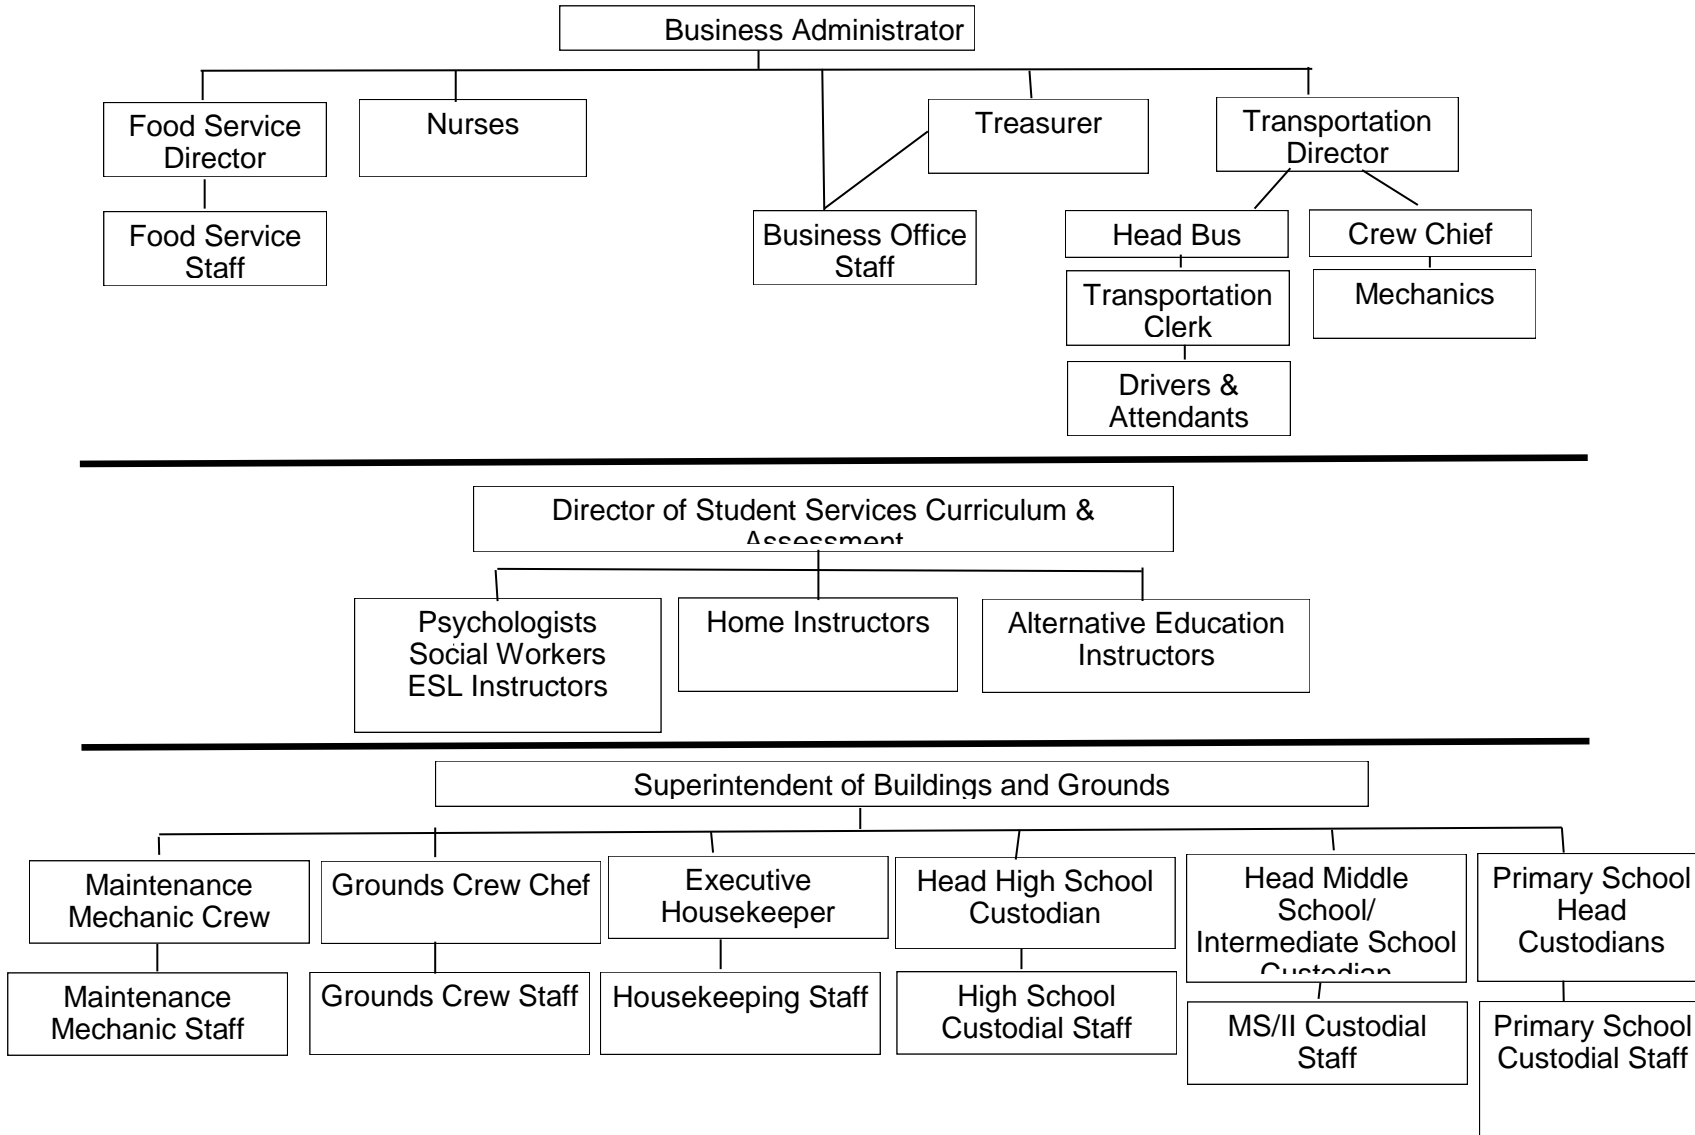 Business Administrator
Food Service
Director
Nurses
Treasurer
Transportation
Director
Food Service
Staff
Business Office
Staff
Head Bus
Crew Chief
Transportation
Clerk
Mechanics
Drivers &
Attendants
Director of Student Services Curriculum &
Assessment
Psychologists
Social Workers
ESL Instructors
Home Instructors
Alternative Education
Instructors
Superintendent of Buildings and Grounds
Maintenance
Mechanic Crew
Grounds Crew Chef
Executive
Housekeeper
Head High School
Custodian
Head Middle
School/
Intermediate School
Custodian
Primary School
Head
Custodians
Maintenance
Mechanic Staff
Grounds Crew Staff
Housekeeping Staff
High School
Custodial Staff
MS/II Custodial
Staff
Primary School
Custodial Staff